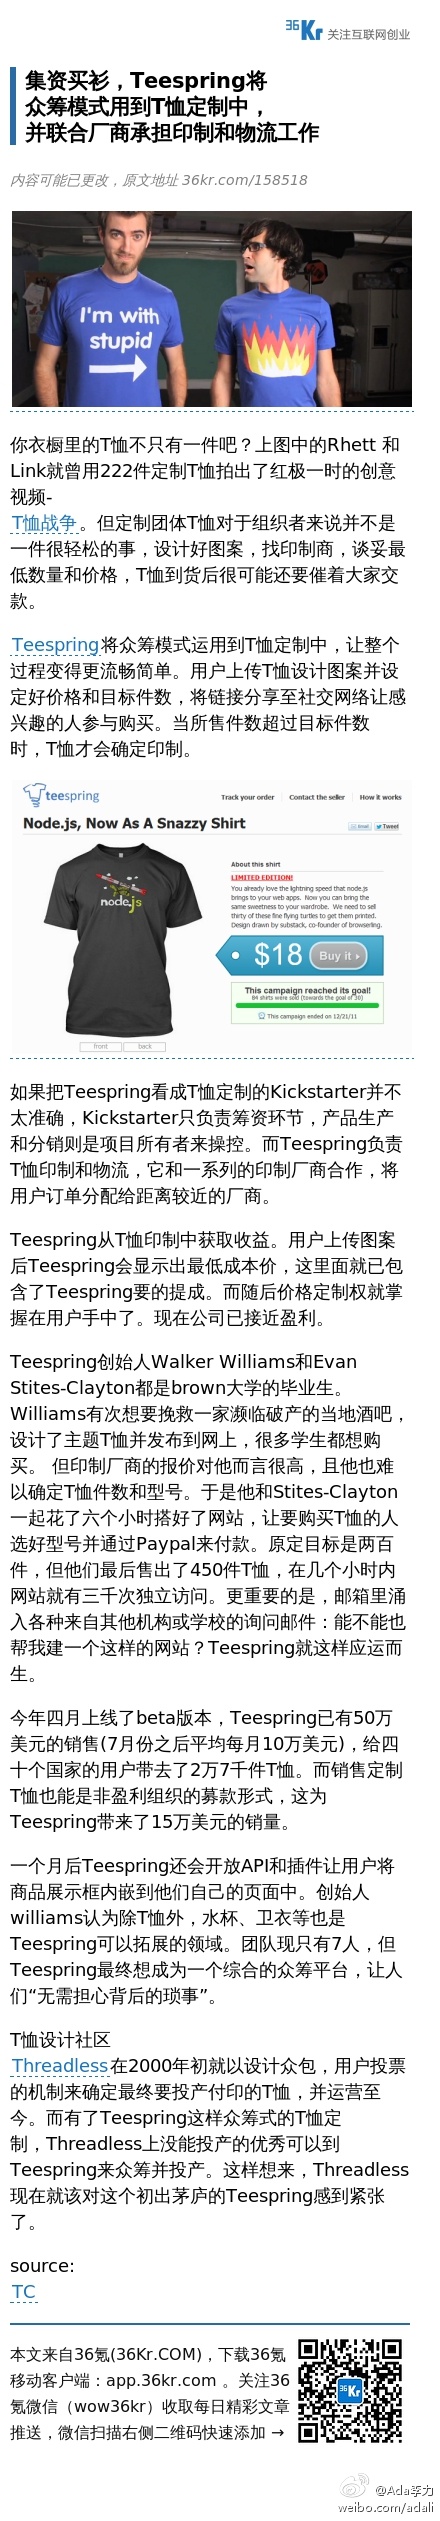 36Kr 关注互联网创业
集资买衫，Teespring将
众筹模式用到T恤定制中，
并联合厂商承担印制和物流工作
内容可能已更改，原文地址 36kr.com/158518
I'm with
stupid
你衣橱里的T恤不只有一件吧？上图中的Rhett 和
Link就曾用222件定制T恤拍出了红极一时的创意
视频-
T恤战争。但定制团体T恤对于组织者来说并不是
一件很轻松的事，设计好图案，找印制商，谈妥最
低数量和价格，T恤到货后很可能还要催着大家交
款。
Teespring将众筹模式运用到T恤定制中，让整个
过程变得更流畅简单。用户上传T恤设计图案并设
定好价格和目标件数，将链接分享至社交网络让感
兴趣的人参与购买。当所售件数超过目标件数
时，T恤才会确定印制。
teespring
Track your order Contact the seller How it works
Node.js, Now As A Snazzy Shirt
Email Tweet
About this shirt
LIMITED EDITION!
You already love the lightning speed that node.js
brings to your web apps. Now you can bring the
same sweetness to your wardrobe. We need to sell
thirty of these fine flying turtles to get them printed.
Design drawn by substack, co-founder of browserling.
node.js
$18 Buy it
This campaign reached its goal!
84 shirts were sold (towards the goal of 30)
This campaign ended on 12/21/11
front back
如果把Teespring看成T恤定制的Kickstarter并不
太准确，Kickstarter只负责筹资环节，产品生产
和分销则是项目所有者来操控。而Teespring负责
T恤印制和物流，它和一系列的印制厂商合作，将
用户订单分配给距离较近的厂商。
Teespring从T恤印制中获取收益。用户上传图案
后Teespring会显示出最低成本价，这里面就已包
含了Teespring要的提成。而随后价格定制权就掌
握在用户手中了。现在公司已接近盈利。
Teespring创始人Walker Williams和Evan
Stites-Clayton都是brown大学的毕业生。
Williams有次想要挽救一家濒临破产的当地酒吧，
设计了主题T恤并发布到网上，很多学生都想购
买。 但印制厂商的报价对他而言很高，且他也难
以确定T恤件数和型号。于是他和Stites-Clayton
一起花了六个小时搭好了网站，让要购买T恤的人
选好型号并通过Paypal来付款。原定目标是两百
件，但他们最后售出了450件T恤，在几个小时内
网站就有三千次独立访问。更重要的是，邮箱里涌
入各种来自其他机构或学校的询问邮件：能不能也
帮我建一个这样的网站？Teespring就这样应运而
生。
今年四月上线了beta版本，Teespring已有50万
美元的销售(7月份之后平均每月10万美元)，给四
十个国家的用户带去了2万7千件T恤。而销售定制
T恤也能是非盈利组织的募款形式，这为
Teespring带来了15万美元的销量。
一个月后Teespring还会开放API和插件让用户将
商品展示框内嵌到他们自己的页面中。创始人
williams认为除T恤外，水杯、卫衣等也是
Teespring可以拓展的领域。团队现只有7人，但
Teespring最终想成为一个综合的众筹平台，让人
们“无需担心背后的琐事”。
T恤设计社区
Threadless在2000年初就以设计众包，用户投票
的机制来确定最终要投产付印的T恤，并运营至
今。而有了Teespring这样众筹式的T恤定
制，Threadless上没能投产的优秀可以到
Teespring来众筹并投产。这样想来，Threadless
现在就该对这个初出茅庐的Teespring感到紧张
了。
source:
TC
本文来自36氪(36Kr.COM)，下载36氪
移动客户端：app.36kr.com 。关注36
氪微信（wow36kr）收取每日精彩文章
推送，微信扫描右侧二维码快速添加 →
36Kr
@Ada李力
weibo.com/adali